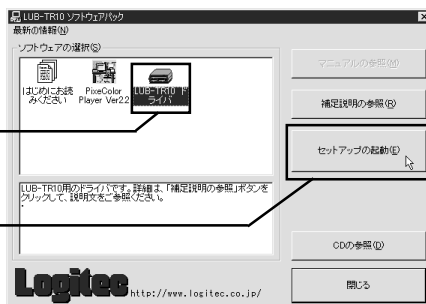 LUB-TR10 ソフトウェアパック
最新の情報(N)
ソフトウェアの選択(S)
はじめにお読
みください
PixeColor
Player Ver2.2
LUB-TR10 ド
ライバ
マニュアルの参照(M)
補足説明の参照(R)
セットアップの起動(E)
LUB-TR10用のドライバです。詳細は、「補足説明の参照」ボタンを
クリックして、説明文をご参照ください。
CDの参照(D)
Logitec http://www.logitec.co.jp/
閉じる